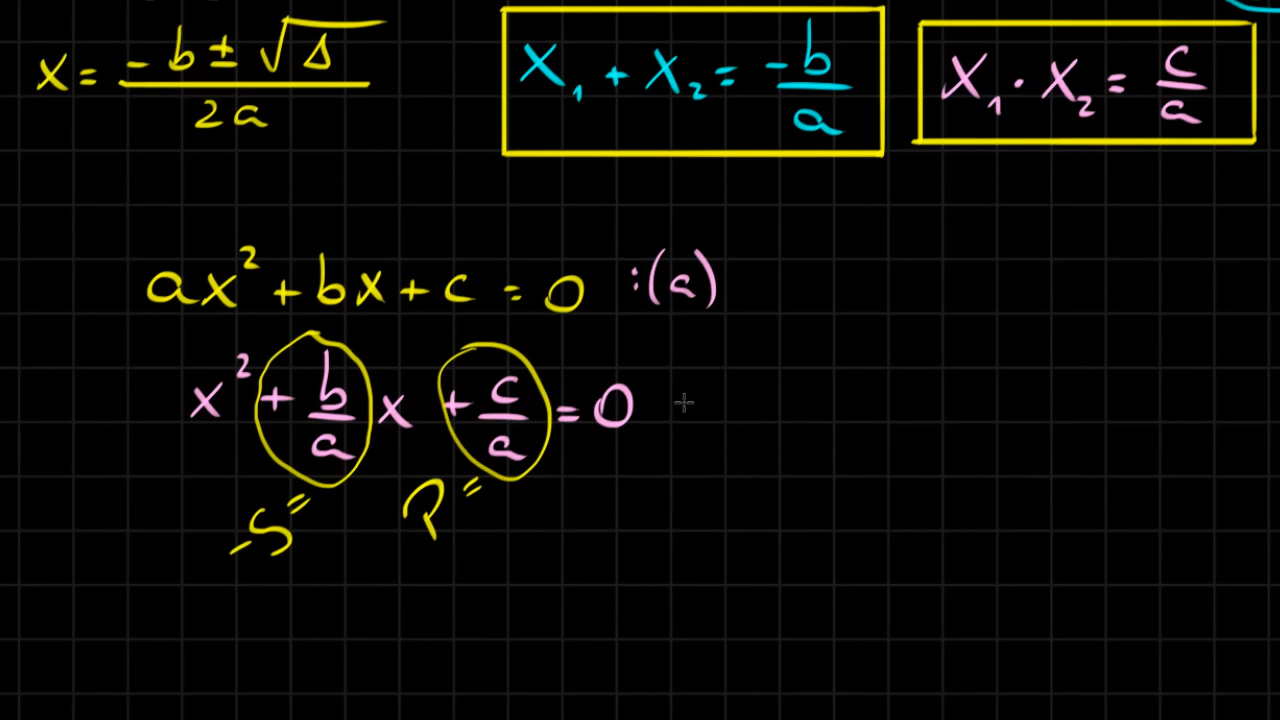 x = (-b ± √Δ) / 2a
x₁ + x₂ = -b/a
x₁ · x₂ = c/a
ax² + bx + c = 0 :(a)
x² + b/a x + c/a = 0
-S = P =